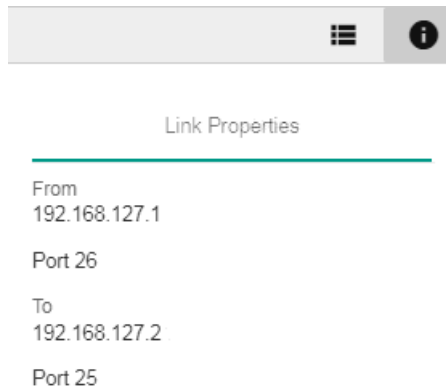 Link Properties
From
192.168.127.1
Port 26
To
192.168.127.2
Port 25